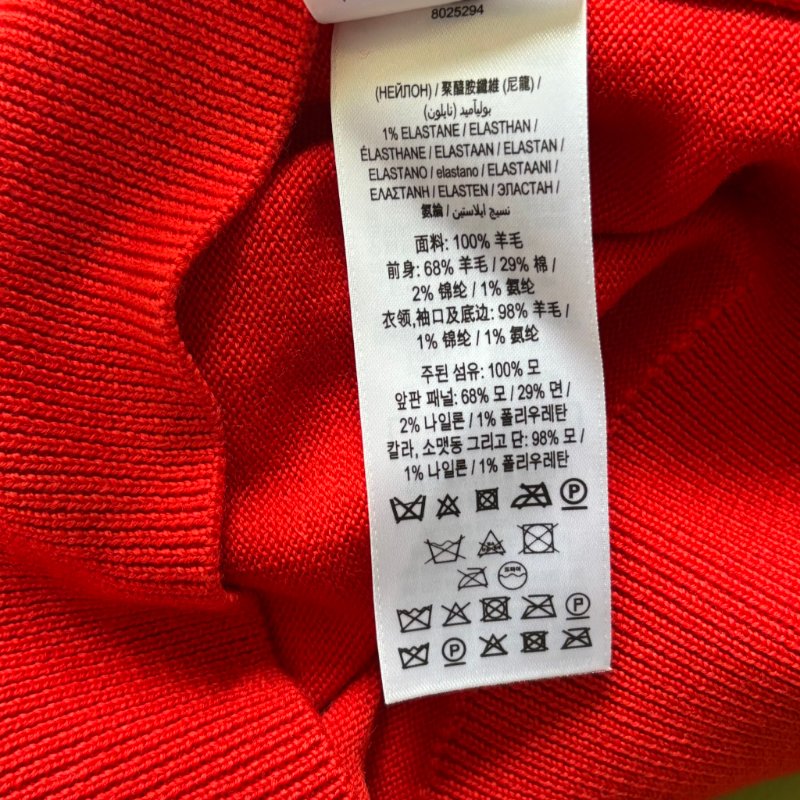 8025294
(НЕЙЛОН) / 聚醯胺纖維 (尼龍) /
بوليآميد (نايلون)
1% ELASTANE / ELASTHAN /
ÉLASTHANE / ELASTAAN / ELASTAN /
ELASTANO / elastano / ELASTAANI /
ΕΛΑΣΤΑΝΗ / ELASTEN / ЭЛАСТАН /
氨綸 / نسيج ايلاستين
面料: 100% 羊毛
前身: 68% 羊毛 / 29% 棉 /
2% 锦纶 / 1% 氨纶
衣领,袖口及底边: 98% 羊毛 /
1% 锦纶 / 1% 氨纶
주된 섬유: 100% 모
앞판 패널: 68% 모 / 29% 면 /
2% 나일론 / 1% 폴리우레탄
칼라, 소맷동 그리고 단: 98% 모 /
1% 나일론 / 1% 폴리우레탄
P
드라이
P
P